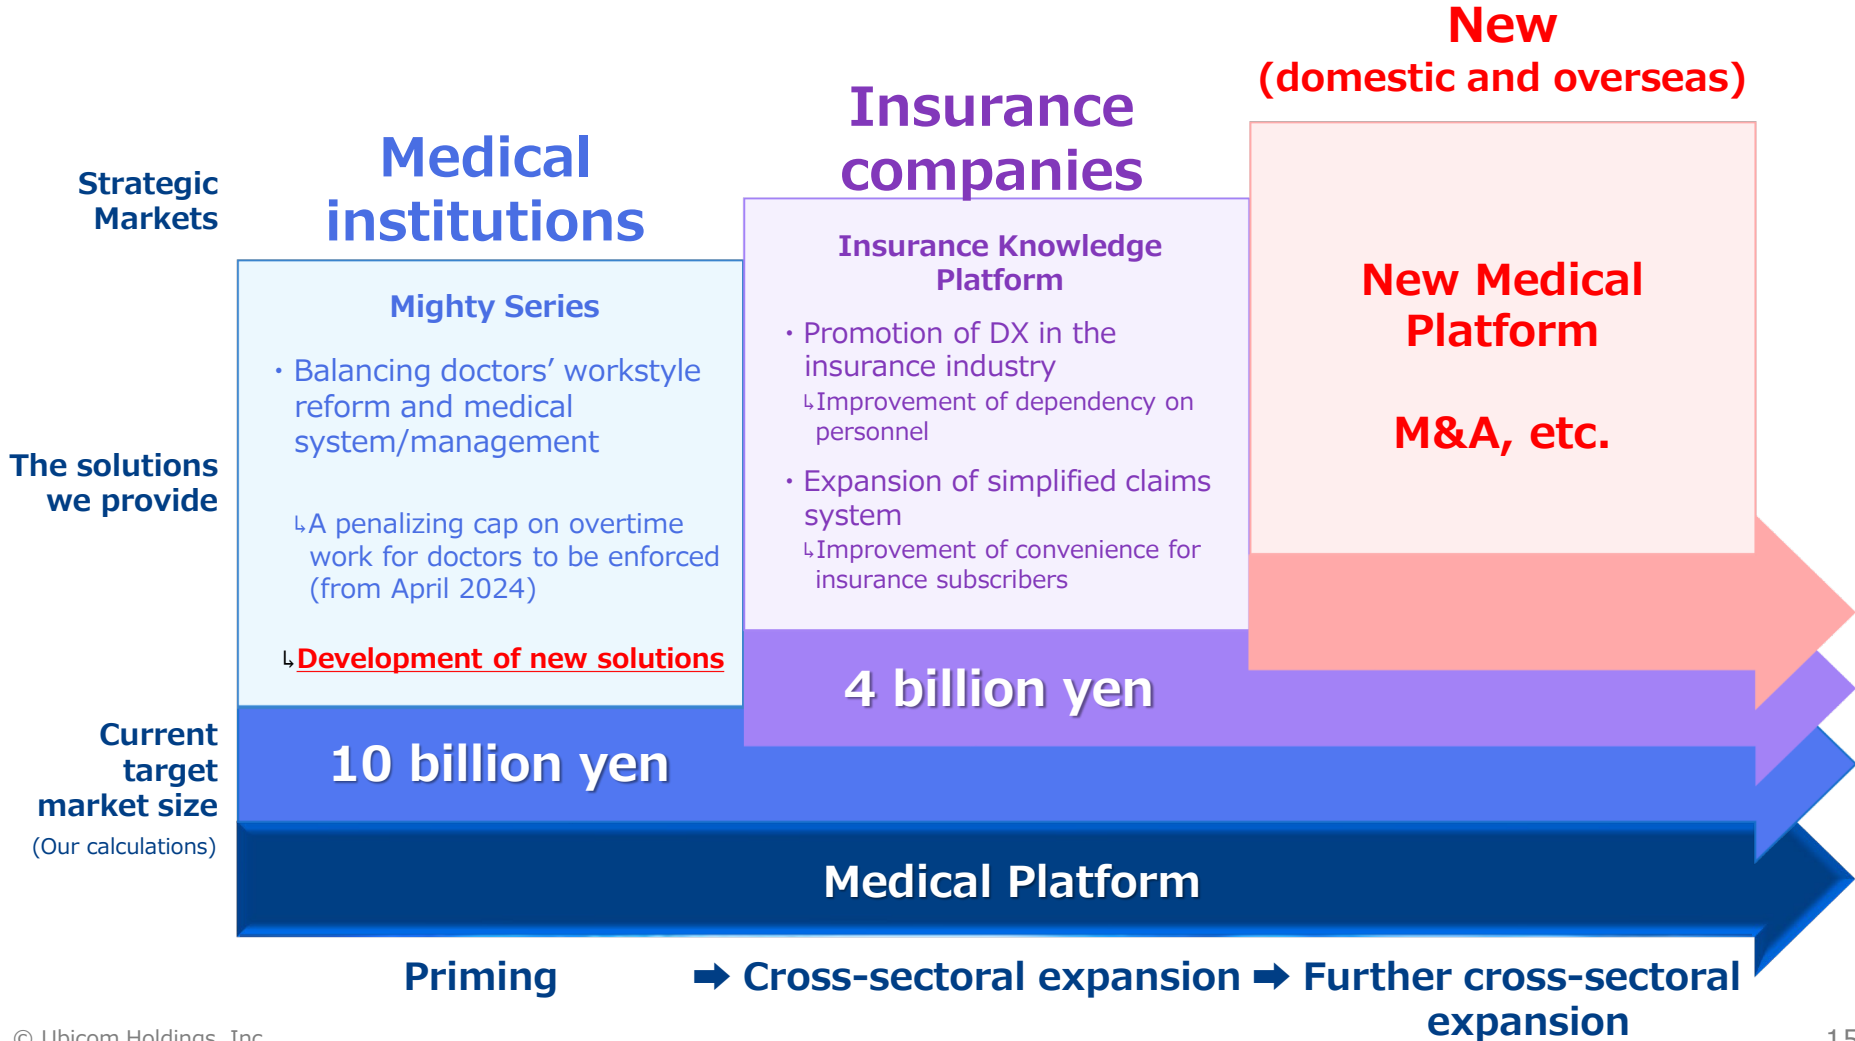 New
(domestic and overseas)
Insurance
companies
Medical
institutions
Strategic
Markets
The solutions
we provide
Mighty Series
・Balancing doctors’ workstyle
reform and medical
system/management
↳A penalizing cap on overtime
work for doctors to be enforced
(from April 2024)
↳Development of new solutions
Insurance Knowledge
Platform
・Promotion of DX in the
insurance industry
↳Improvement of dependency on
personnel
・Expansion of simplified claims
system
↳Improvement of convenience for
insurance subscribers
New Medical
Platform
M&A, etc.
Current
target
market size
(Our calculations)
10 billion yen
4 billion yen
Medical Platform
Priming ➡ Cross-sectoral expansion ➡ Further cross-sectoral
expansion
© Ubicom Holdings, Inc
15